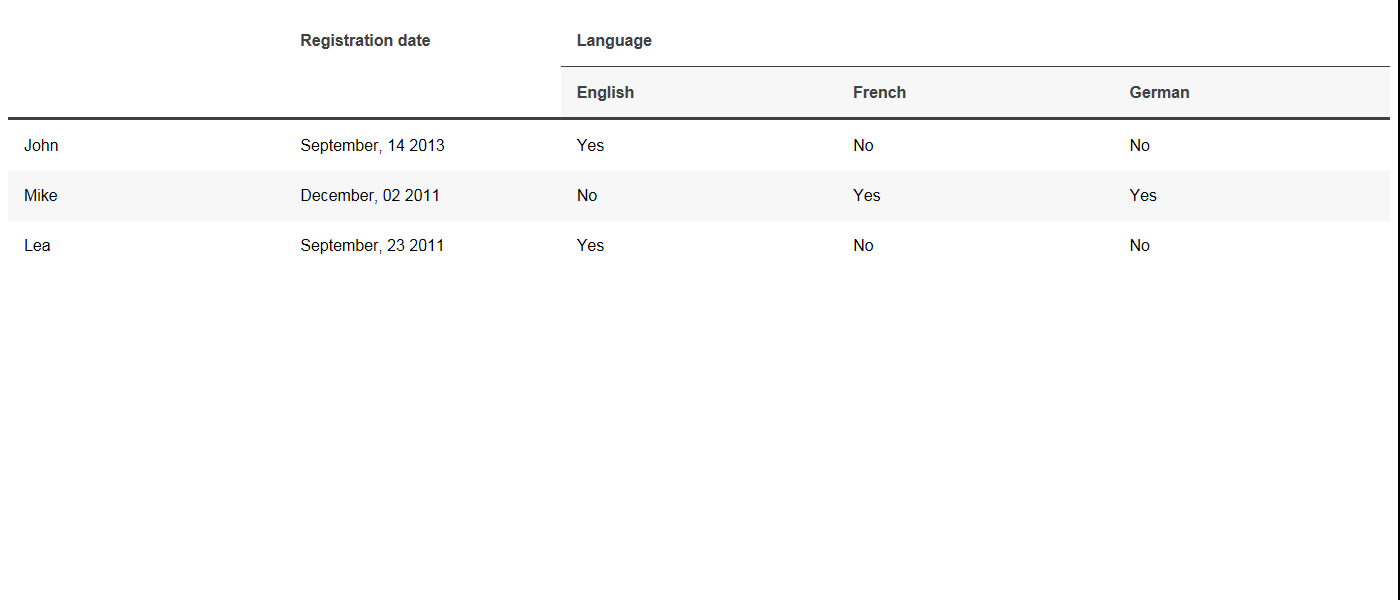 Registration date Language
English French German
John September, 14 2013 Yes No No
Mike December, 02 2011 No Yes Yes
Lea September, 23 2011 Yes No No